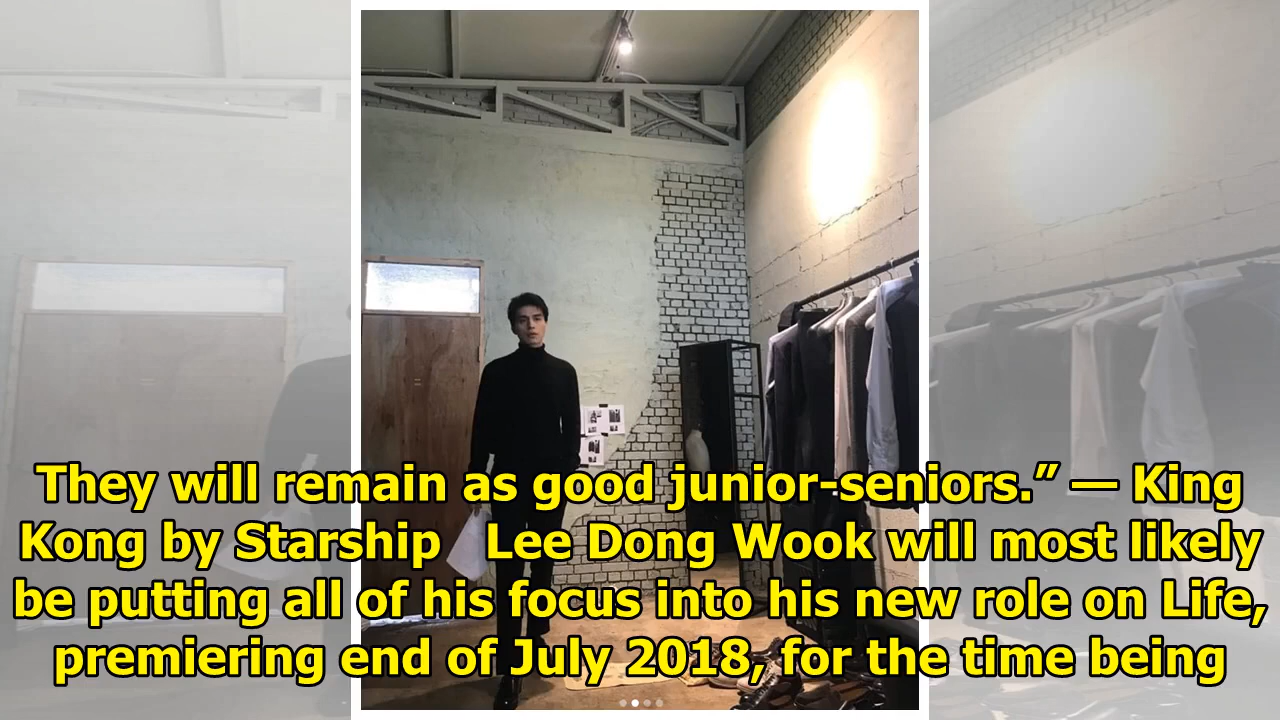 They will remain as good junior-seniors.” — King
Kong by Starship   Lee Dong Wook will most likely
be putting all of his focus into his new role on Life,
premiering end of July 2018, for the time being